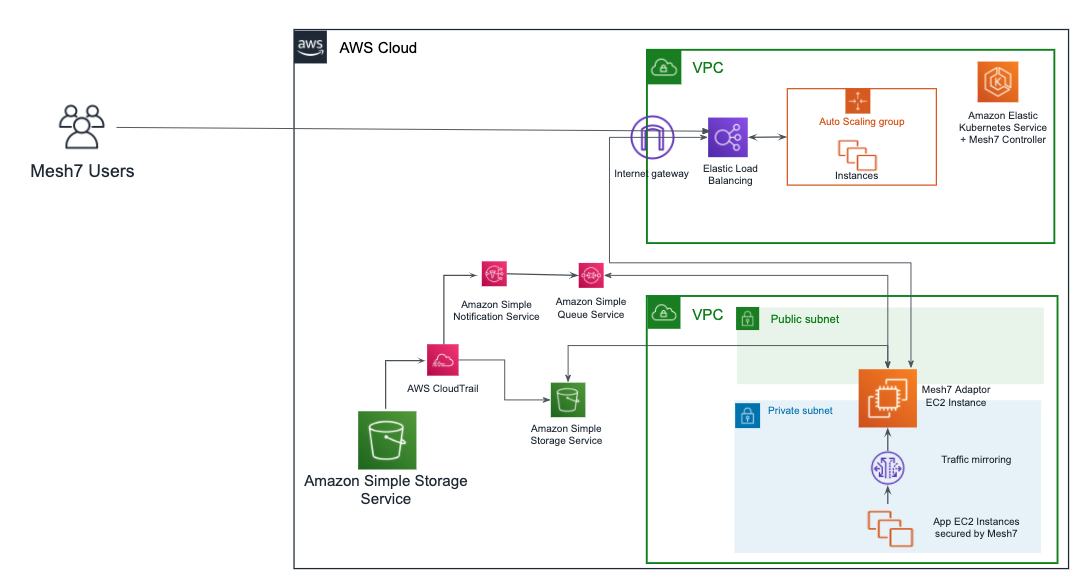 aws
AWS Cloud
VPC
Auto Scaling group
Instances
Amazon Elastic
Kubernetes Service
+ Mesh7 Controller
Mesh7 Users
Internet gateway
Elastic Load
Balancing
Amazon Simple
Notification Service
Amazon Simple
Queue Service
VPC
Public subnet
AWS CloudTrail
Mesh7 Adaptor
EC2 Instance
Private subnet
Amazon Simple
Storage Service
Amazon Simple Storage
Service
Traffic mirroring
App EC2 Instances
secured by Mesh7